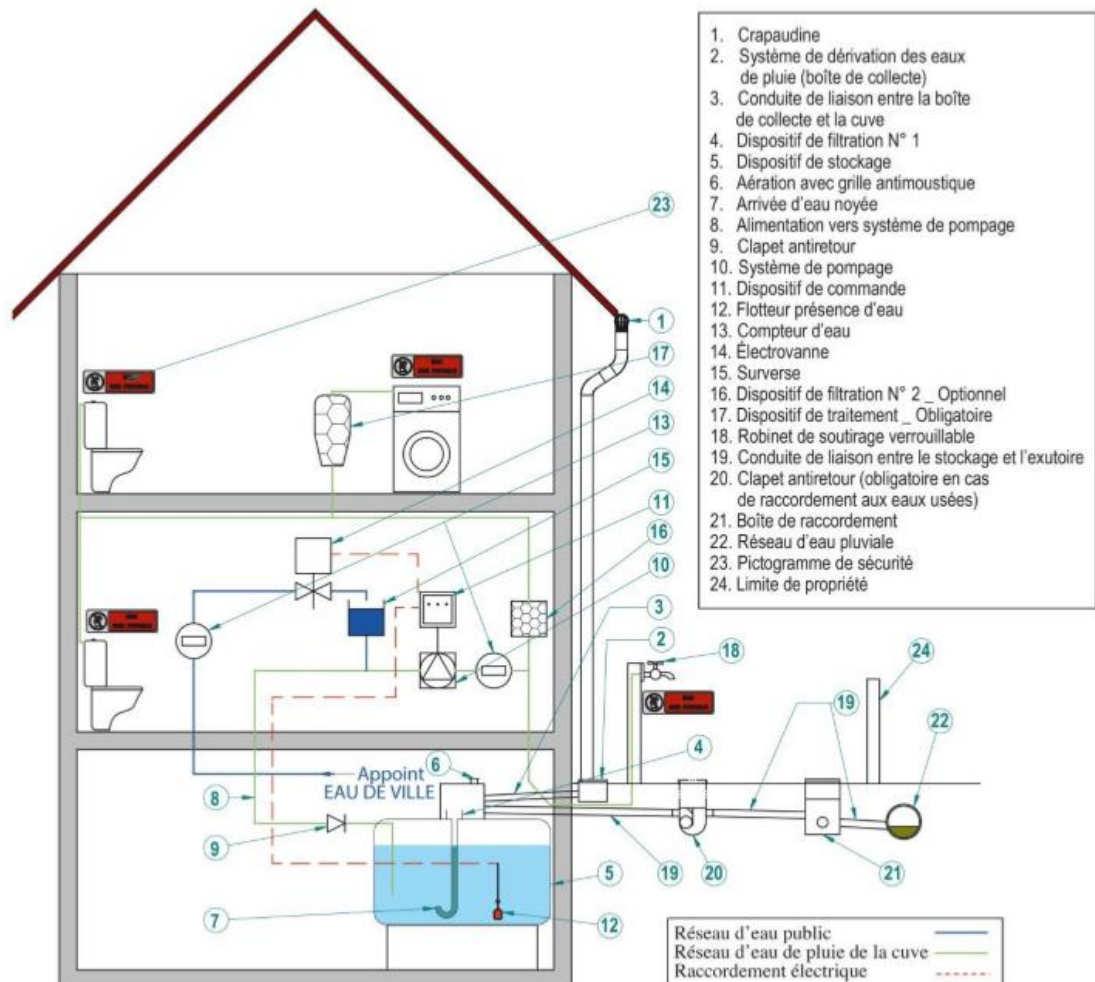 1. Crapaudine
2. Système de dérivation des eaux
de pluie (boîte de collecte)
3. Conduite de liaison entre la boîte
de collecte et la cuve
4. Dispositif de filtration N° 1
5. Dispositif de stockage
6. Aération avec grille antimoustique
7. Arrivée d'eau noyée
8. Alimentation vers système de pompage
9. Clapet antiretour
10. Système de pompage
11. Dispositif de commande
12. Flotteur présence d'eau
13. Compteur d'eau
14. Électrovanne
15. Surverse
16. Dispositif de filtration N° 2 _ Optionnel
17. Dispositif de traitement _ Obligatoire
18. Robinet de soutirage verrouillable
19. Conduite de liaison entre le stockage et l'exutoire
20. Clapet antiretour (obligatoire en cas
de raccordement aux eaux usées)
21. Boîte de raccordement
22. Réseau d'eau pluviale
23. Pictogramme de sécurité
24. Limite de propriété
23
1
17
14
13
15
11
16
10
3
2
18
24
19
22
4
6
Appoint
EAU DE VILLE
8
9
5
19
20
21
7
12
Réseau d'eau public
Réseau d'eau de pluie de la cuve
Raccordement électrique